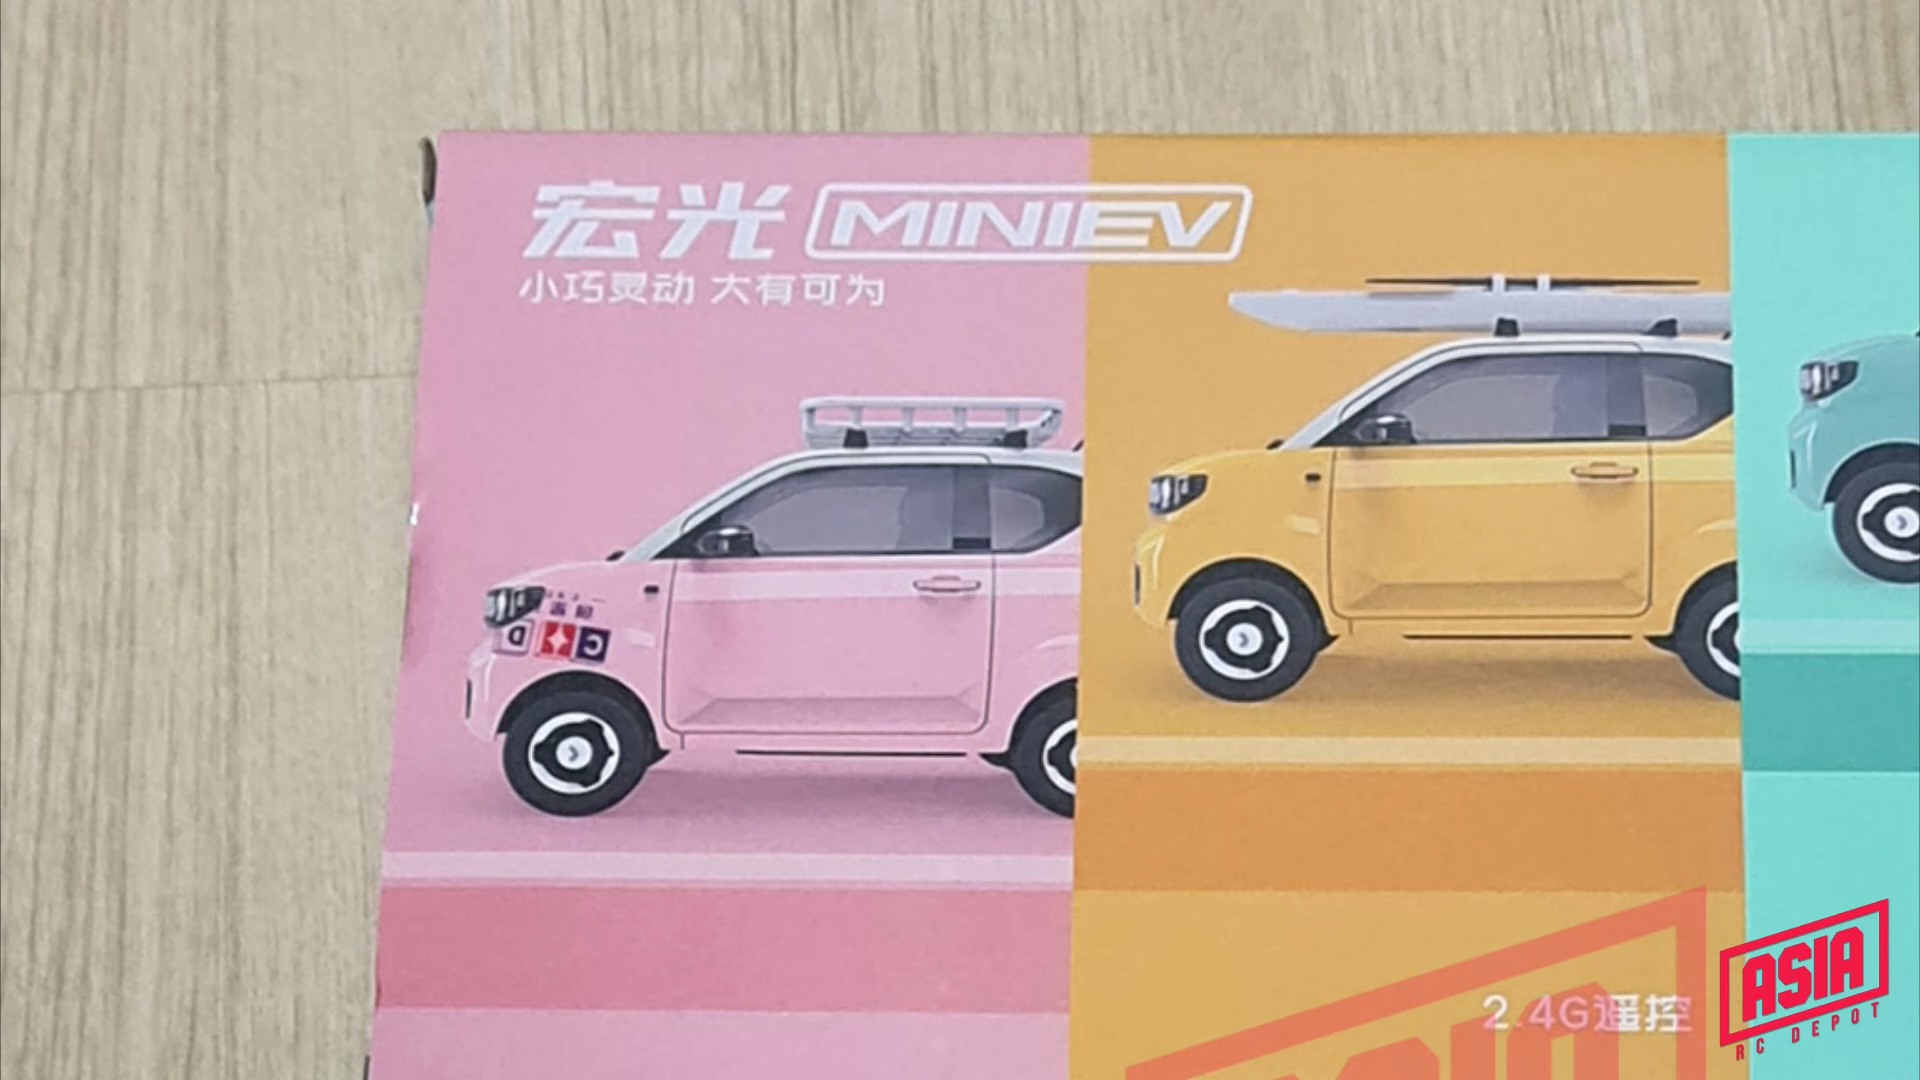 宏光 MINIEV
小巧灵动 大有可为
D C
2.4G遥控
ASIA
RC DEPOT